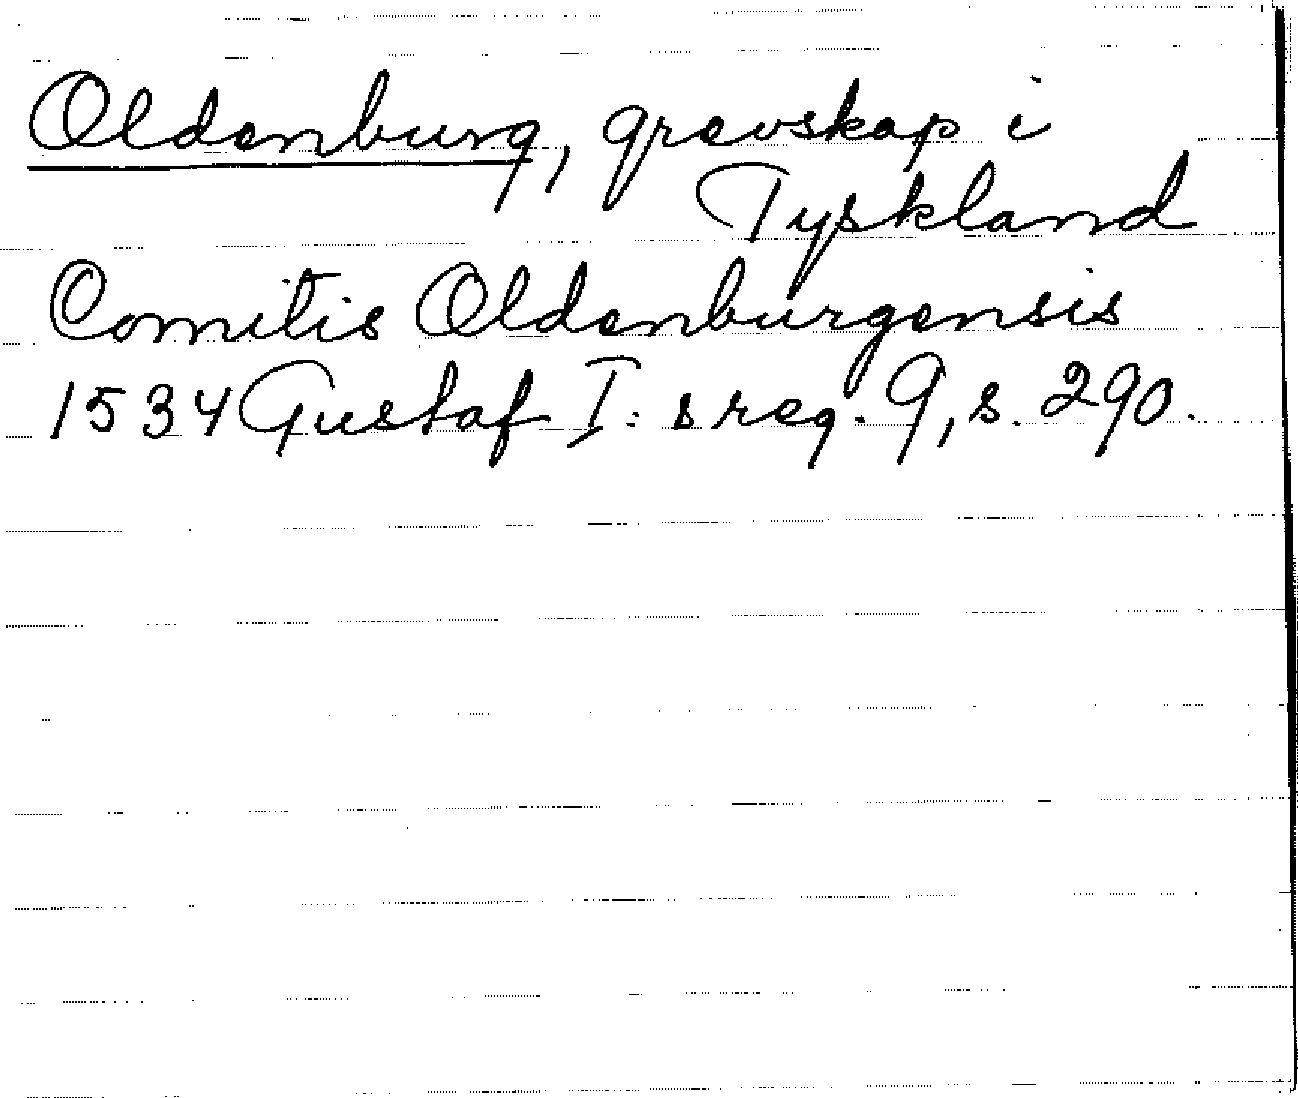 Oldenburg, grevskap i
Tyskland
Comitis Oldenburgensis
1534 Gustaf I:s reg. 9, s. 290.